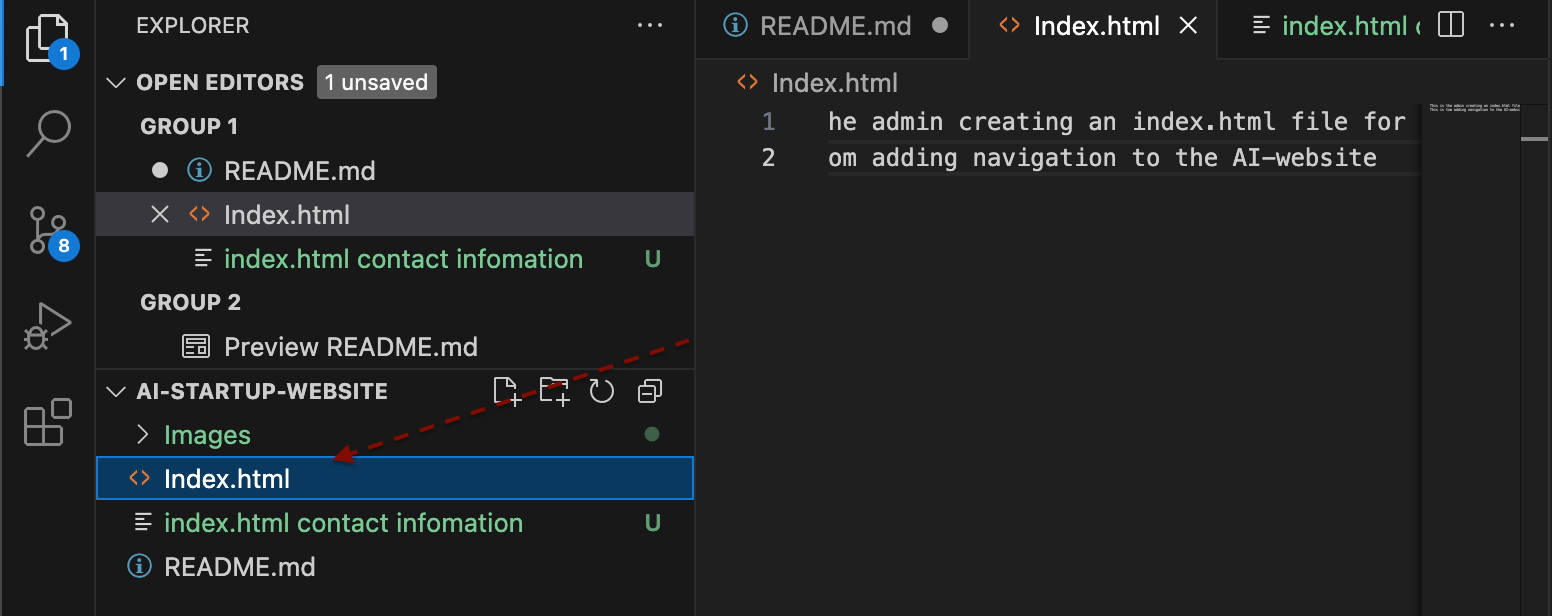 EXPLORER
1
OPEN EDITORS 1 unsaved
GROUP 1
README.md
Index.html
index.html contact infomation U
GROUP 2
Preview README.md
AI-STARTUP-WEBSITE
Images
Index.html
index.html contact infomation U
README.md
8
README.md Index.html index.html c
Index.html
1 he admin creating an index.html file for
2 om adding navigation to the AI-website
This is the admin creating an index.html file
This is tom adding navigation to the AI-websi